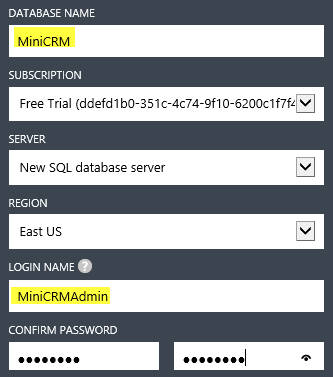 DATABASE NAME
MiniCRM
SUBSCRIPTION
Free Trial (ddefd1b0-351c-4c74-9f10-6200c1f7f4
SERVER
New SQL database server
REGION
East US
LOGIN NAME ?
MiniCRMAdmin
CONFIRM PASSWORD
●●●●●●●● ●●●●●●●●